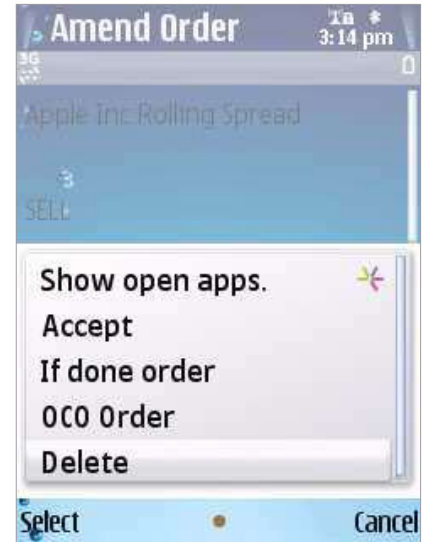 Amend Order
3:14 pm
3G
0
Apple Inc Rolling Spread
3
SELL
Show open apps.
Accept
If done order
OCO Order
Delete
Select
Cancel